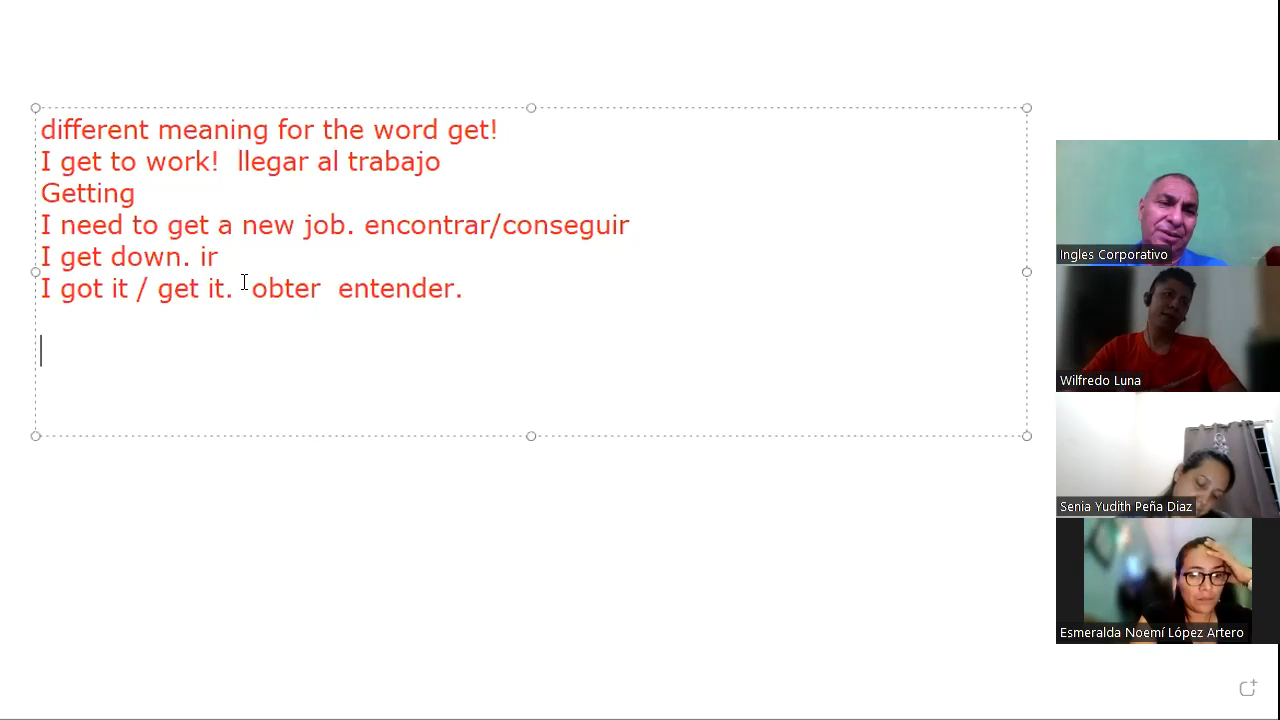 different meaning for the word get!
I get to work!  llegar al trabajo
Getting
I need to get a new job. encontrar/conseguir
I get down. ir
I got it / get it.  obter  entender.
Ingles Corporativo
Wilfredo Luna
Senia Yudith Peña Diaz
Esmeralda Noemí López Artero